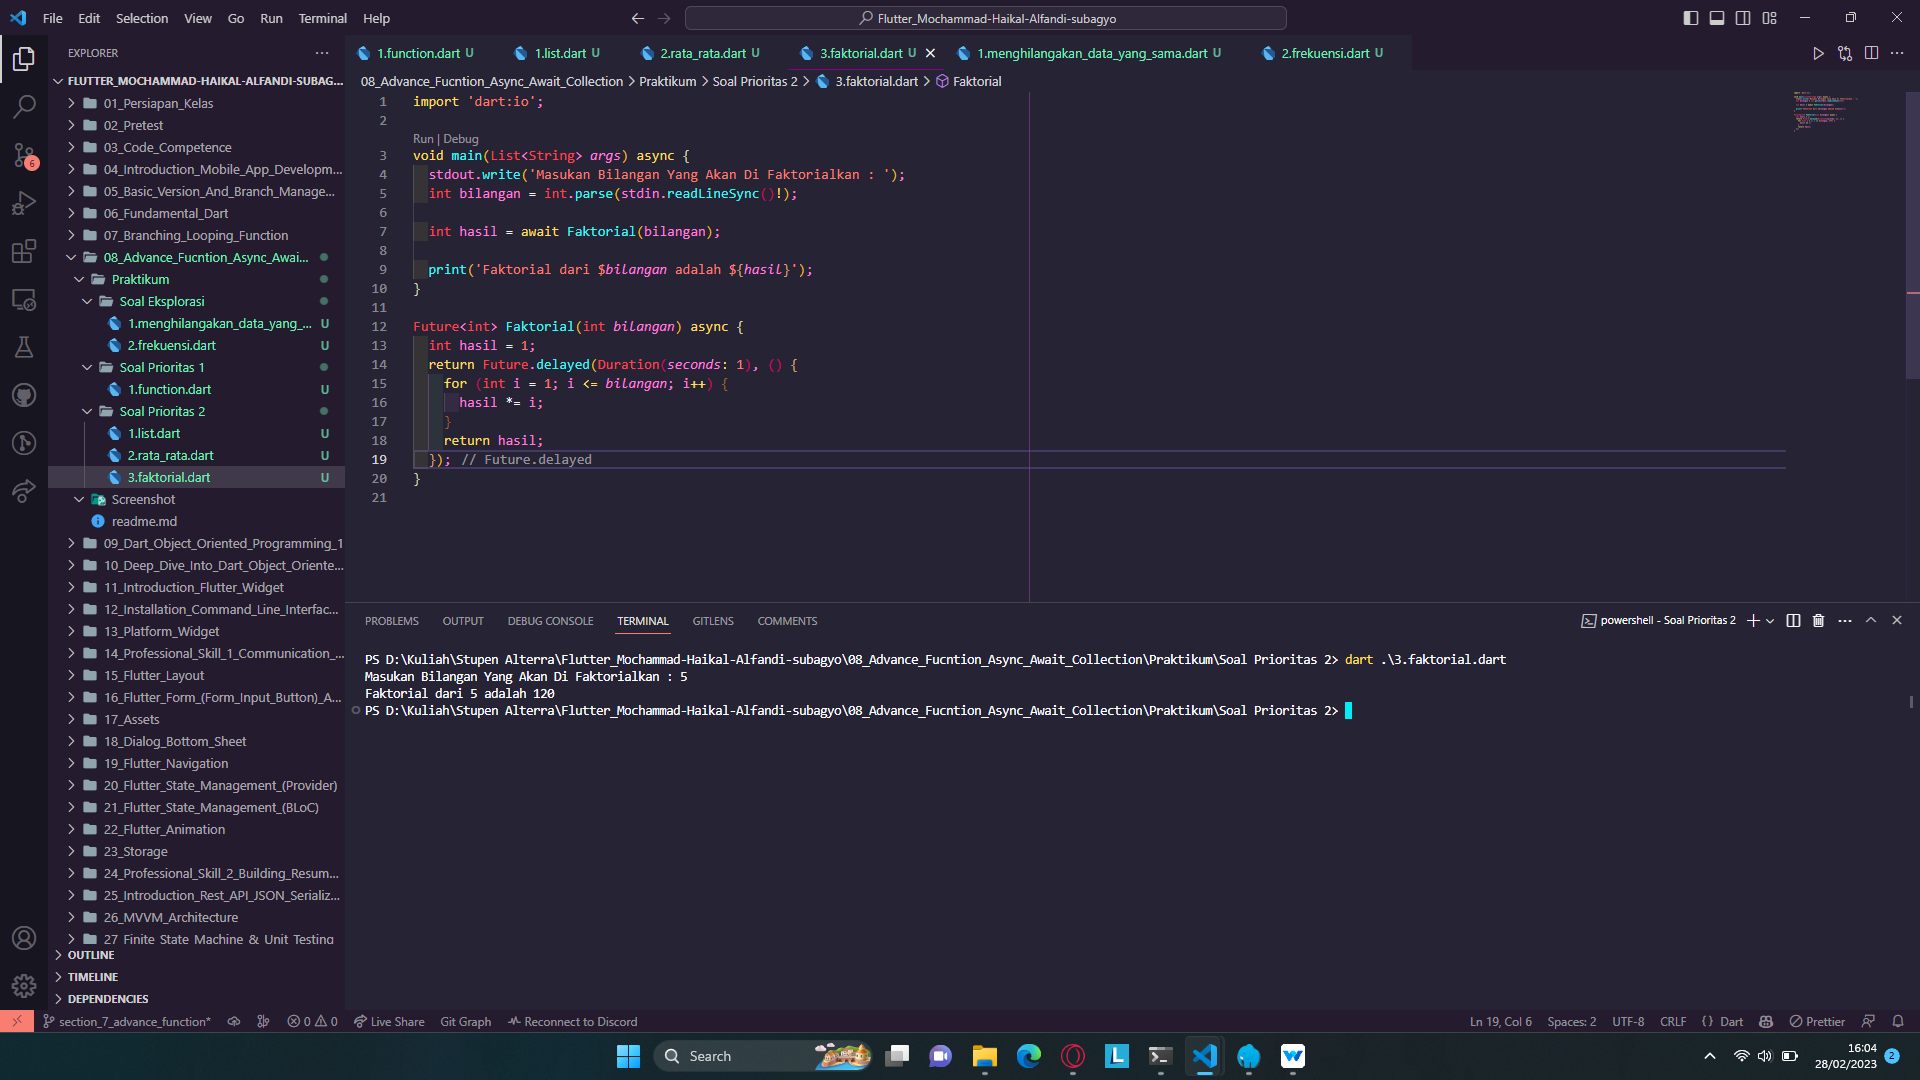 File Edit Selection View Go Run Terminal Help
Flutter_Mochammad-Haikal-Alfandi-subagyo
EXPLORER
FLUTTER_MOCHAMMAD-HAIKAL-ALFANDI-SUBAG...
01_Persiapan_Kelas
02_Pretest
03_Code_Competence
04_Introduction_Mobile_App_Developm...
05_Basic_Version_And_Branch_Manage...
06_Fundamental_Dart
07_Branching_Looping_Function
08_Advance_Fucntion_Async_Awai...
Praktikum
Soal Eksplorasi
1.menghilangakan_data_yang_... U
2.frekuensi.dart U
Soal Prioritas 1
1.function.dart U
Soal Prioritas 2
1.list.dart U
2.rata_rata.dart U
3.faktorial.dart U
Screenshot
readme.md
09_Dart_Object_Oriented_Programming_1
10_Deep_Dive_Into_Dart_Object_Oriente...
11_Introduction_Flutter_Widget
12_Installation_Command_Line_Interfac...
13_Platform_Widget
14_Professional_Skill_1_Communication_...
15_Flutter_Layout
16_Flutter_Form_(Form_Input_Button)_A...
17_Assets
18_Dialog_Bottom_Sheet
19_Flutter_Navigation
20_Flutter_State_Management_(Provider)
21_Flutter_State_Management_(BLoC)
22_Flutter_Animation
23_Storage
24_Professional_Skill_2_Building_Resum...
25_Introduction_Rest_API_JSON_Serializ...
26_MVVM_Architecture
27_Finite_State_Machine_&_Unit_Testing
OUTLINE
TIMELINE
DEPENDENCIES
6
1.function.dart U 1.list.dart U 2.rata_rata.dart U 3.faktorial.dart U 1.menghilangakan_data_yang_sama.dart U 2.frekuensi.dart U
08_Advance_Fucntion_Async_Await_Collection > Praktikum > Soal Prioritas 2 > 3.faktorial.dart > Faktorial
1 import 'dart:io';
2
Run | Debug
3 void main(List<String> args) async {
4 stdout.write('Masukan Bilangan Yang Akan Di Faktorialkan : ');
5 int bilangan = int.parse(stdin.readLineSync()!);
6
7 int hasil = await Faktorial(bilangan);
8
9 print('Faktorial dari $bilangan adalah ${hasil}');
10 }
11
12 Future<int> Faktorial(int bilangan) async {
13 int hasil = 1;
14 return Future.delayed(Duration(seconds: 1), () {
15 for (int i = 1; i <= bilangan; i++) {
16 hasil *= i;
17 }
18 return hasil;
19 }); // Future.delayed
20 }
21
PROBLEMS OUTPUT DEBUG CONSOLE TERMINAL GITLENS COMMENTS
powershell - Soal Prioritas 2
PS D:\Kuliah\Stupen Alterra\Flutter_Mochammad-Haikal-Alfandi-subagyo\08_Advance_Fucntion_Async_Await_Collection\Praktikum\Soal Prioritas 2> dart .\3.faktorial.dart
Masukan Bilangan Yang Akan Di Faktorialkan : 5
Faktorial dari 5 adalah 120
PS D:\Kuliah\Stupen Alterra\Flutter_Mochammad-Haikal-Alfandi-subagyo\08_Advance_Fucntion_Async_Await_Collection\Praktikum\Soal Prioritas 2>
section_7_advance_function* 0 0 Live Share Git Graph Reconnect to Discord
Ln 19, Col 6 Spaces: 2 UTF-8 CRLF { } Dart Prettier
Search
L
16:04
28/02/2023
2